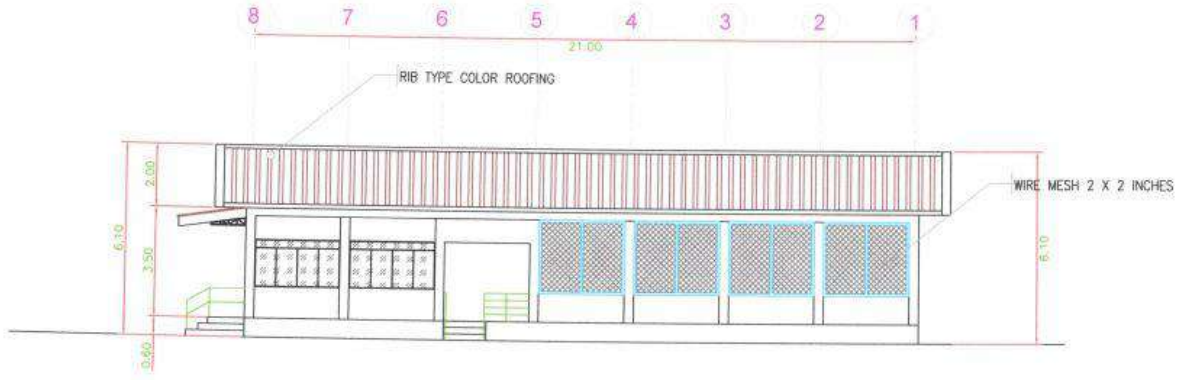 8 7 6 5 4 3 2 1
21.00
RIB TYPE COLOR ROOFING
WIRE MESH 2 X 2 INCHES
2.00
6.10
3.50
6.10
0.60